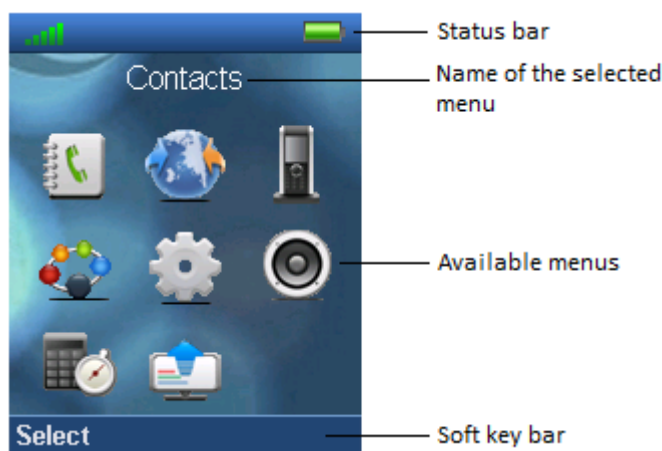 Status bar
Contacts
Name of the selected
menu
Available menus
Select
Soft key bar